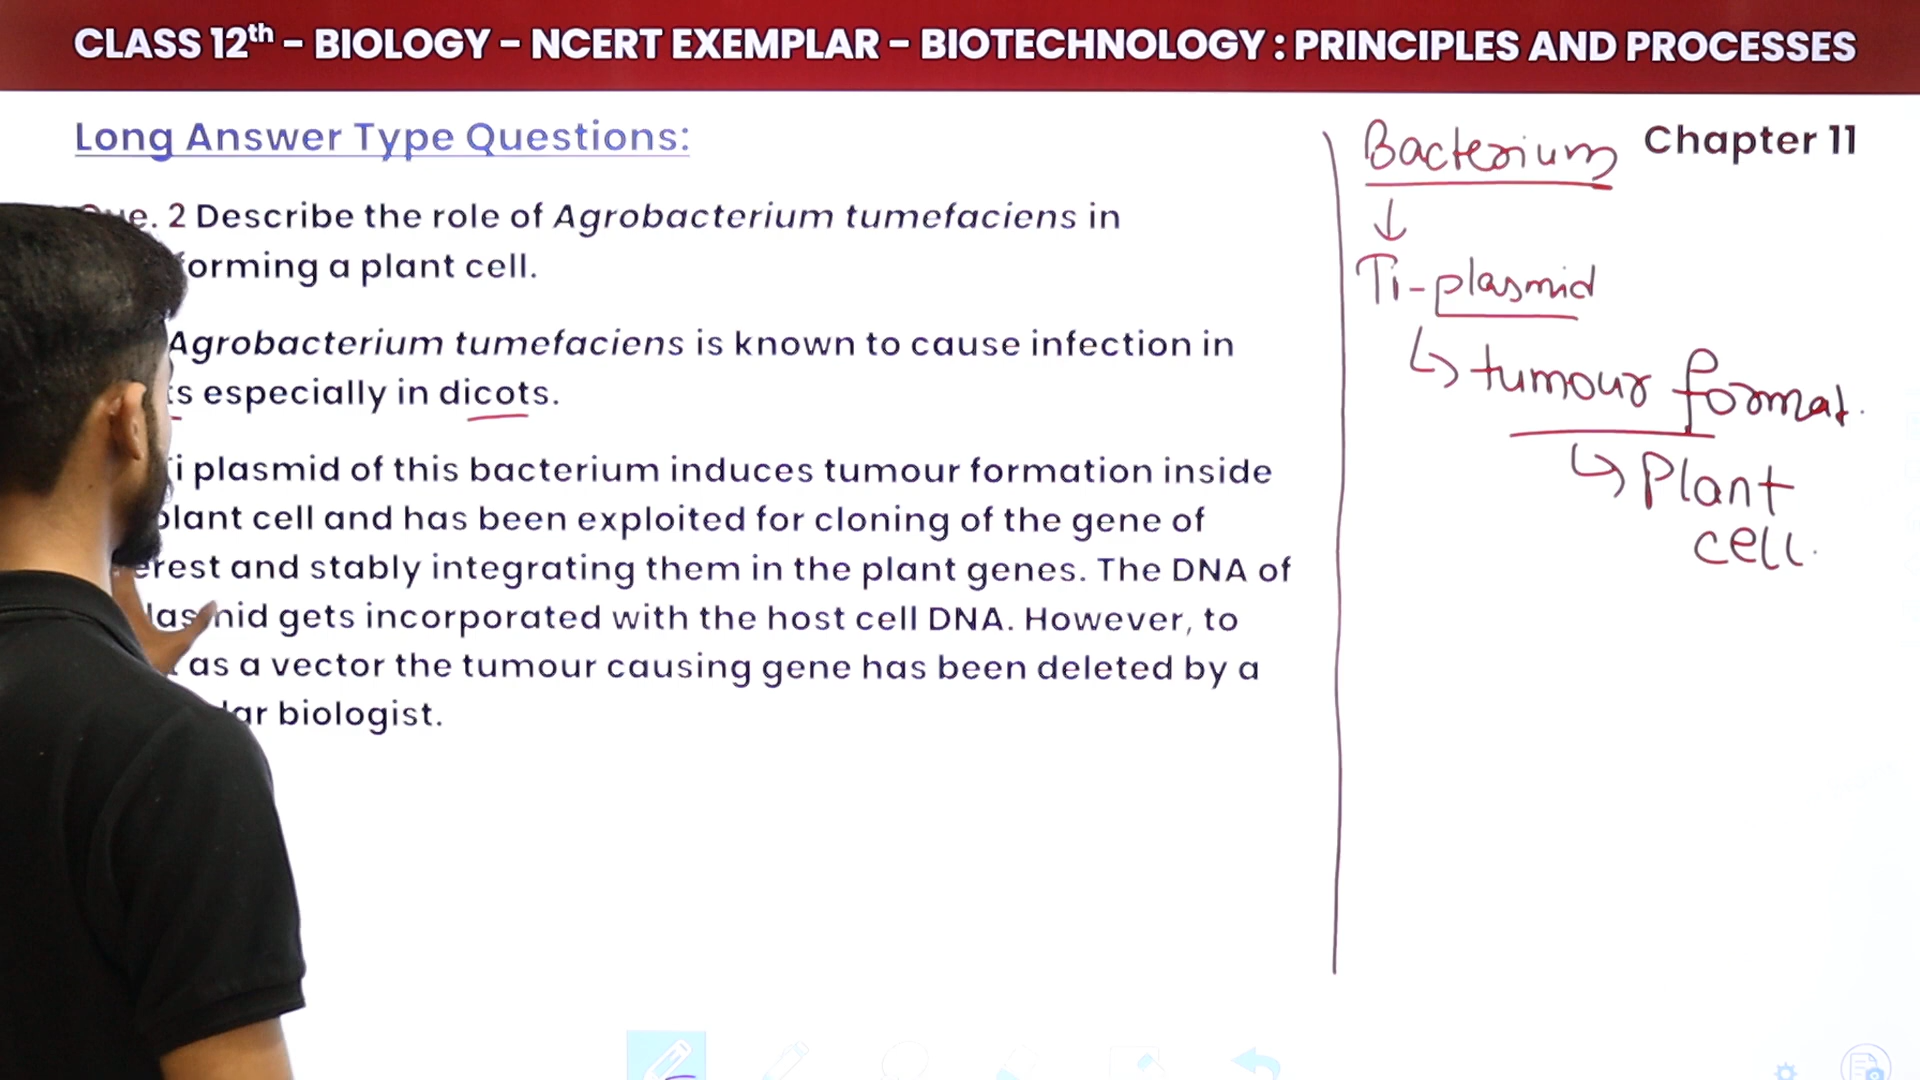 CLASS 12th – BIOLOGY – NCERT EXEMPLAR – BIOTECHNOLOGY : PRINCIPLES AND PROCESSES
Long Answer Type Questions:
Chapter 11
2 Describe the role of Agrobacterium tumefaciens in
orming a plant cell.
Agrobacterium tumefaciens is known to cause infection in
s especially in dicots.
i plasmid of this bacterium induces tumour formation inside
plant cell and has been exploited for cloning of the gene of
erest and stably integrating them in the plant genes. The DNA of
gets incorporated with the host cell DNA. However, to
as a vector the tumour causing gene has been deleted by a
lar biologist.
Bacterium
↓
Ti-plasmid
↳ tumour format.
↳ Plant
cell.